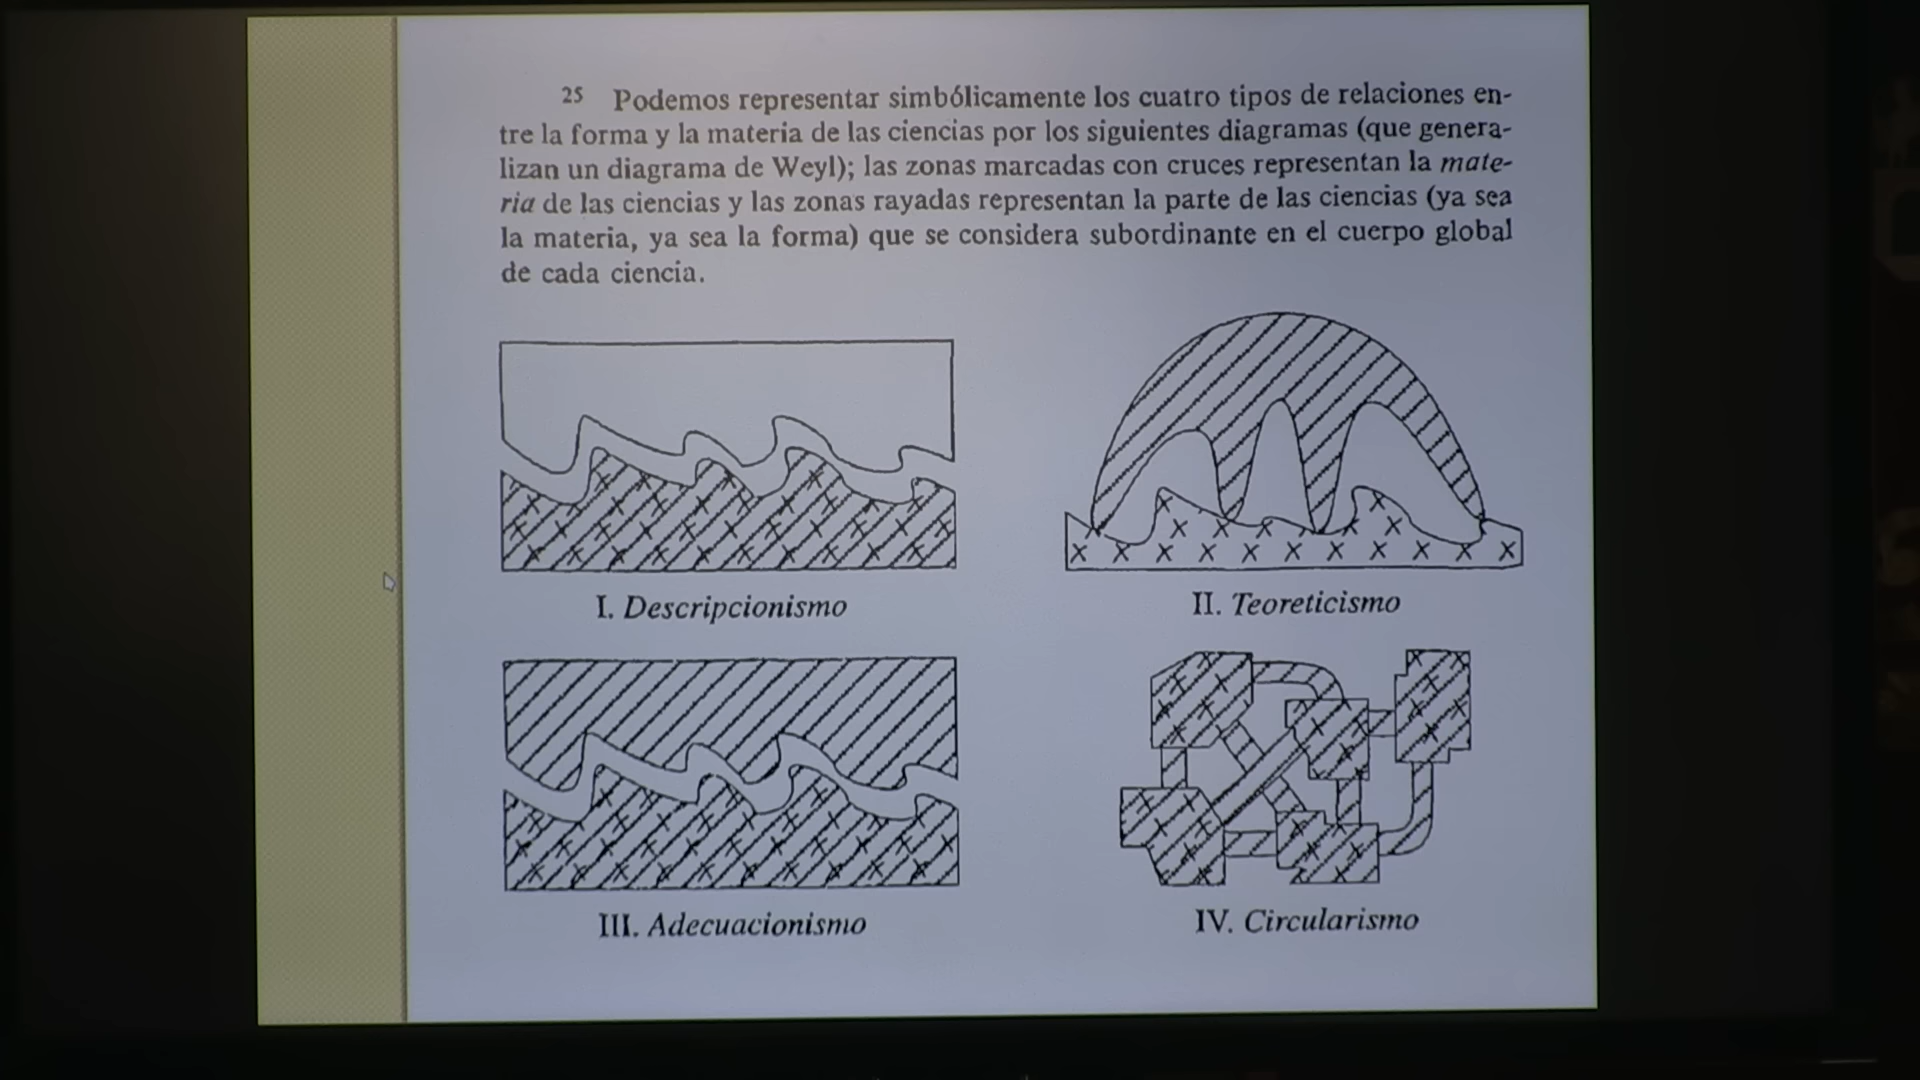 25 Podemos representar simbólicamente los cuatro tipos de relaciones en-
tre la forma y la materia de las ciencias por los siguientes diagramas (que genera-
lizan un diagrama de Weyl); las zonas marcadas con cruces representan la mate-
ria de las ciencias y las zonas rayadas representan la parte de las ciencias (ya sea
la materia, ya sea la forma) que se considera subordinante en el cuerpo global
de cada ciencia.
I. Descripcionismo
II. Teoreticismo
III. Adecuacionismo
IV. Circularismo